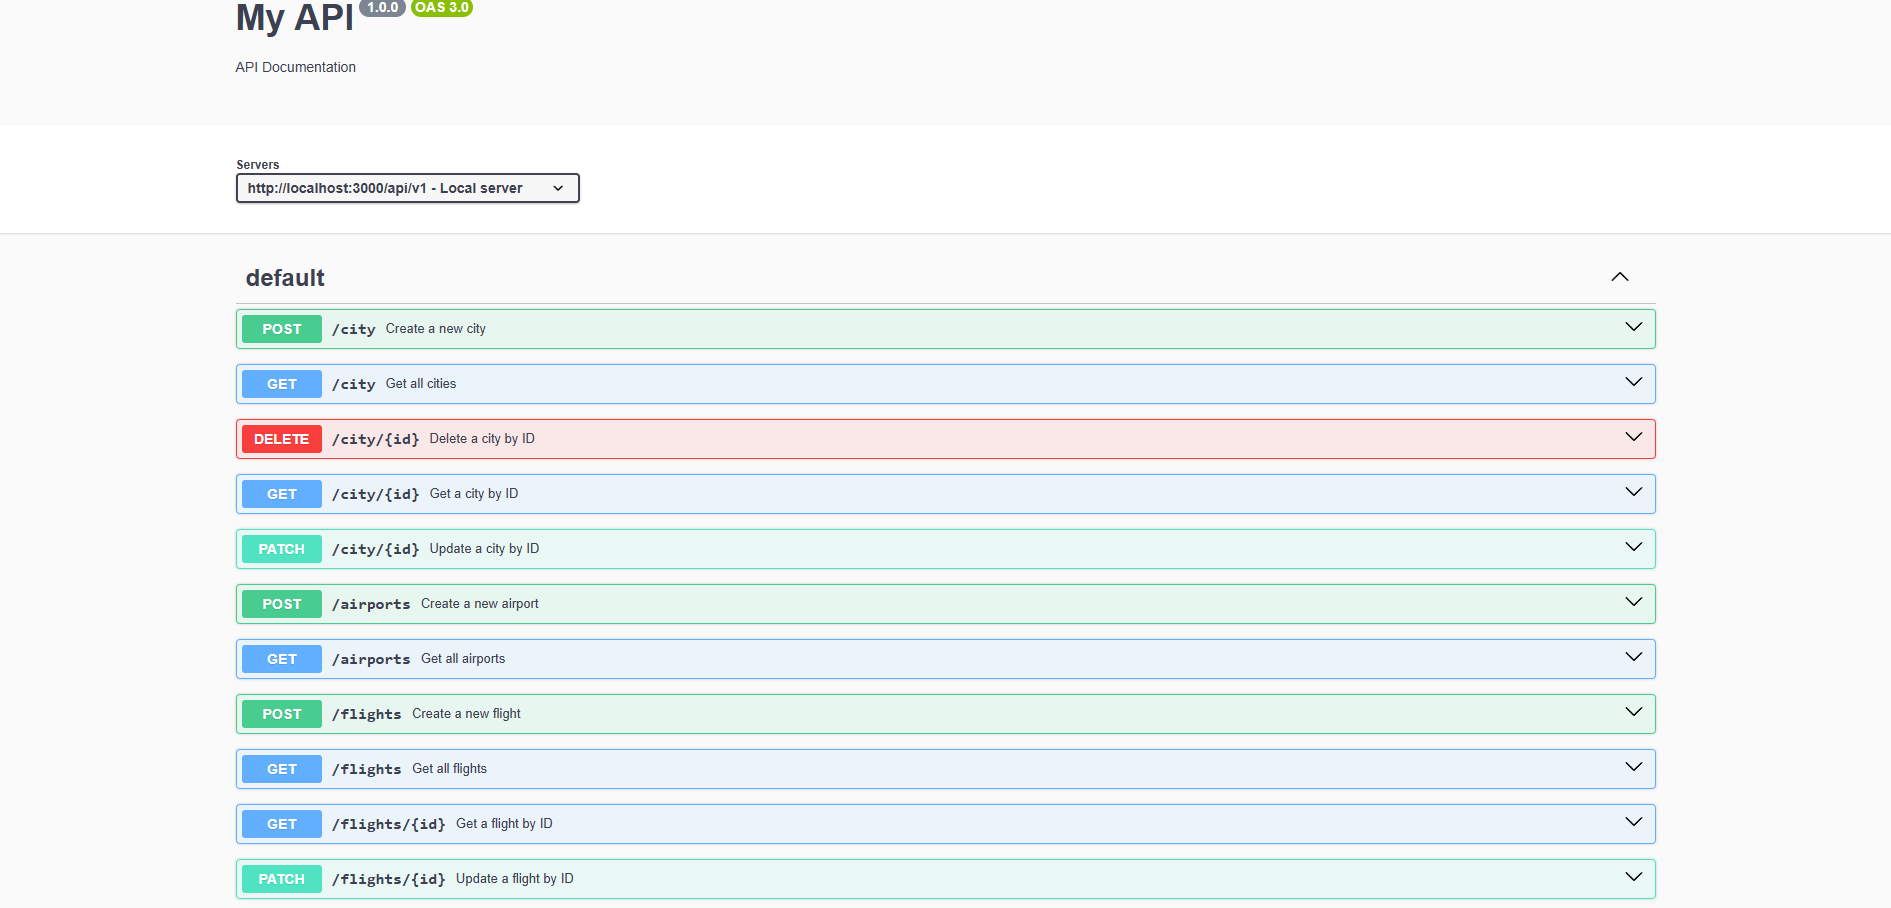 My API 1.0.0 OAS 3.0
API Documentation
Servers
http://localhost:3000/api/v1 - Local server
default
POST /city Create a new city
GET /city Get all cities
DELETE /city/{id} Delete a city by ID
GET /city/{id} Get a city by ID
PATCH /city/{id} Update a city by ID
POST /airports Create a new airport
GET /airports Get all airports
POST /flights Create a new flight
GET /flights Get all flights
GET /flights/{id} Get a flight by ID
PATCH /flights/{id} Update a flight by ID